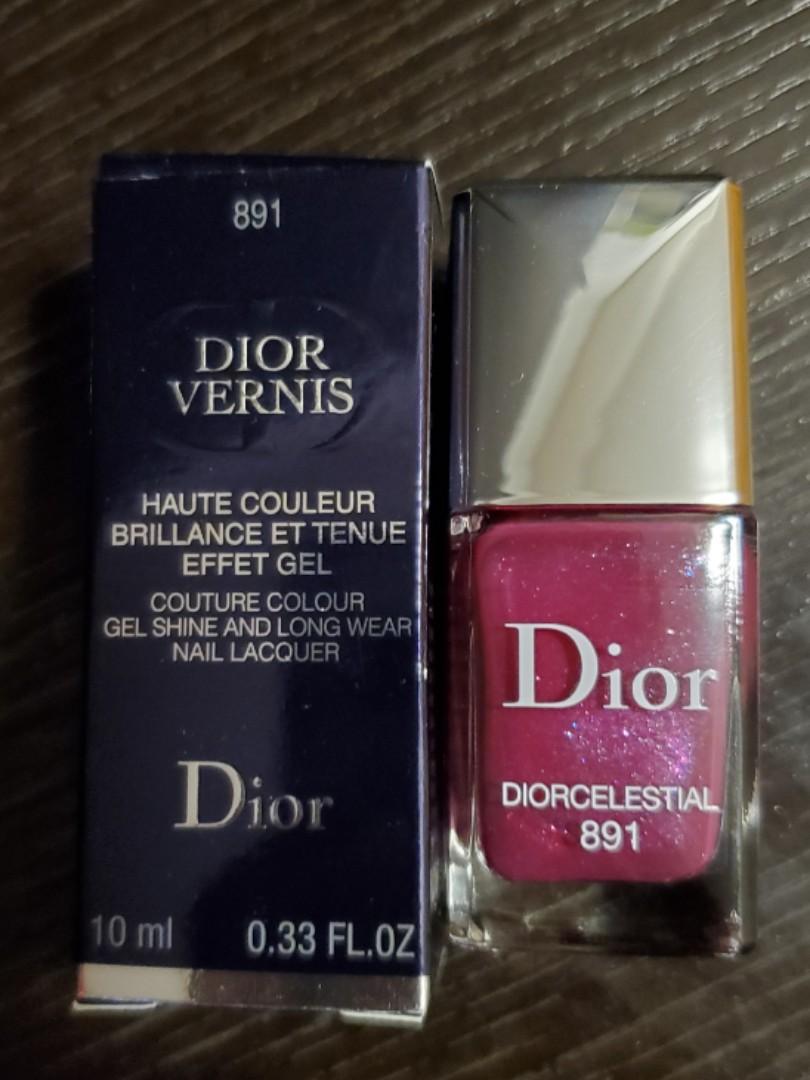 891
DIOR
VERNIS
HAUTE COULEUR
BRILLANCE ET TENUE
EFFET GEL
COUTURE COLOUR
GEL SHINE AND LONG WEAR
NAIL LACQUER
Dior
10 ml 0.33 FL.OZ
Dior
DIORCELESTIAL
891